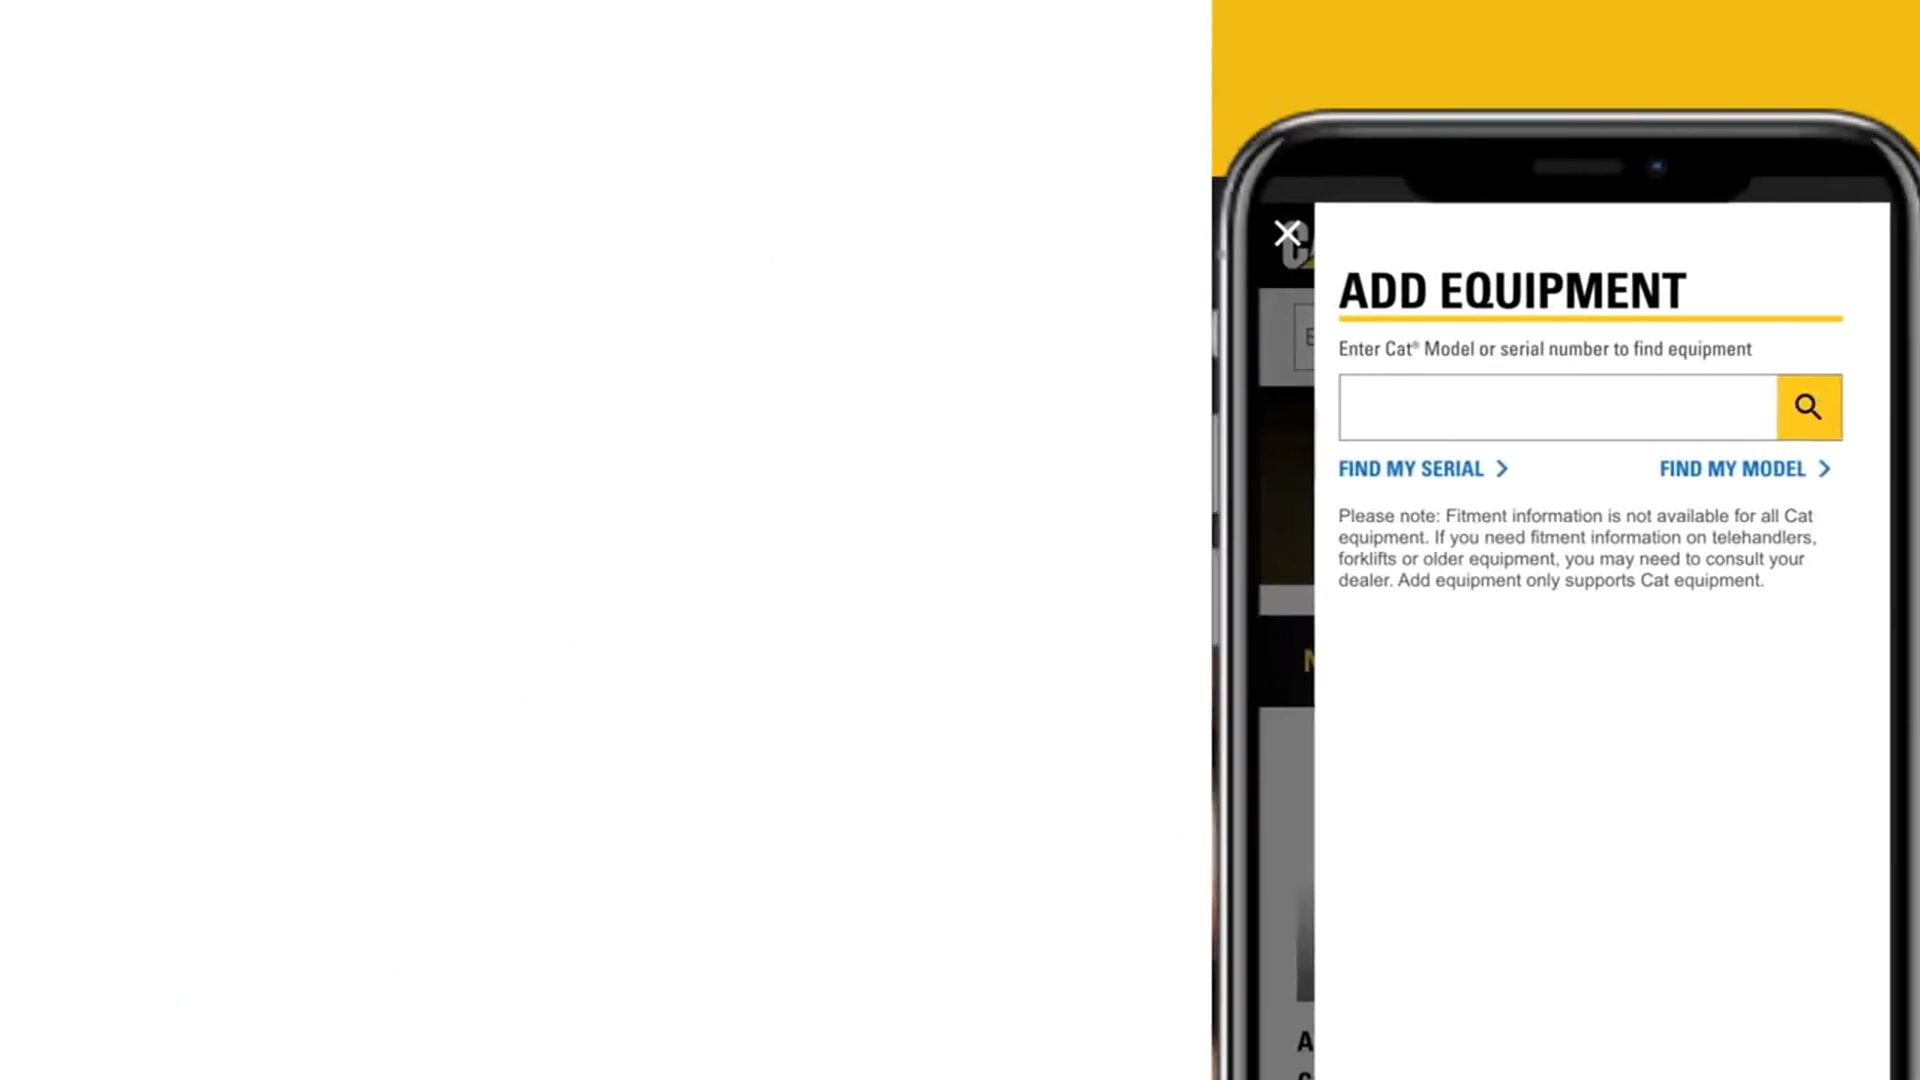 ADD EQUIPMENT
Enter Cat® Model or serial number to find equipment
FIND MY SERIAL
FIND MY MODEL
Please note: Fitment information is not available for all Cat
equipment. If you need fitment information on telehandlers,
forklifts or older equipment, you may need to consult your
dealer. Add equipment only supports Cat equipment.